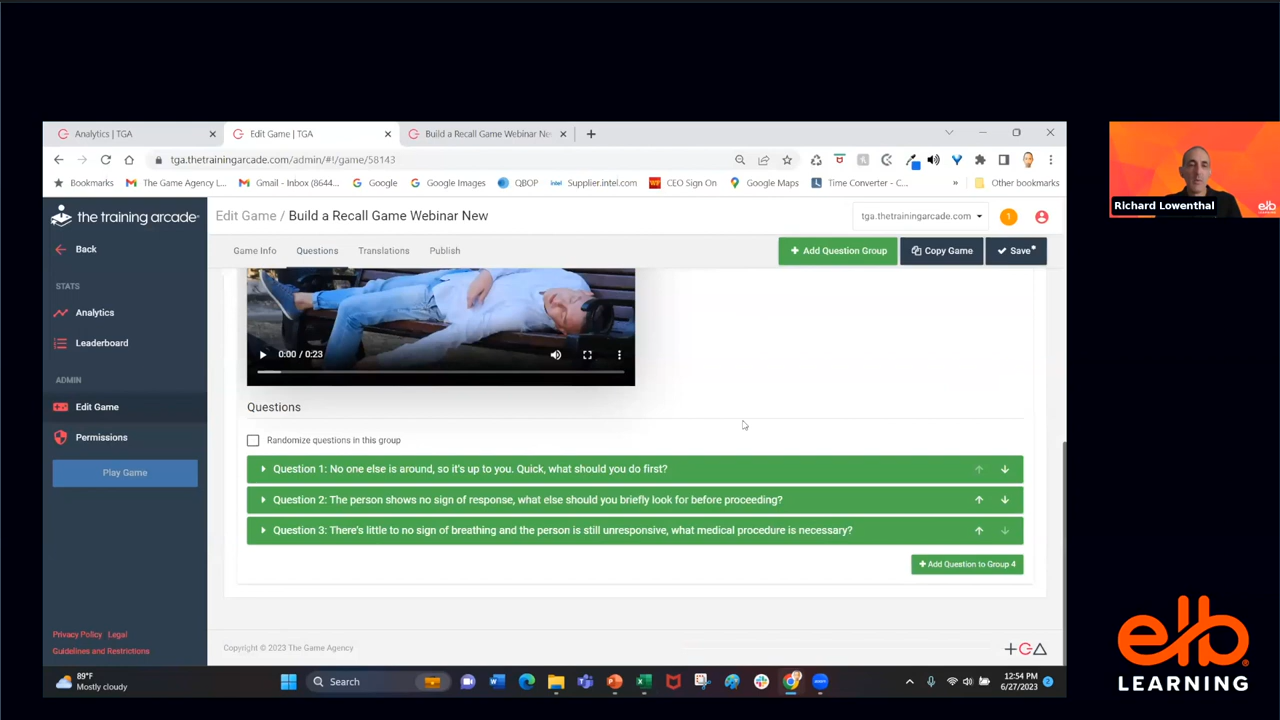 Analytics | TGA
Edit Game | TGA
Build a Recall Game Webinar Ne
tga.thetrainingarcade.com/admin/#!/game/58143
Bookmarks
The Game Agency L...
Gmail - Inbox (8644...
Google
Google Images
QBOP
Supplier.intel.com
CEO Sign On
Google Maps
Time Converter - C...
»
Other bookmarks
the training arcade
Edit Game / Build a Recall Game Webinar New
tga.thetrainingarcade.com
1
Back
Game Info
Questions
Translations
Publish
+ Add Question Group
Copy Game
Save*
STATS
Analytics
Leaderboard
ADMIN
Edit Game
Permissions
Play Game
0:00 / 0:23
Questions
Randomize questions in this group
Question 1: No one else is around, so it's up to you. Quick, what should you do first?
Question 2: The person shows no sign of response, what else should you briefly look for before proceeding?
Question 3: There's little to no sign of breathing and the person is still unresponsive, what medical procedure is necessary?
+ Add Question to Group 4
Privacy Policy Legal
Guidelines and Restrictions
Copyright © 2023 The Game Agency
89°F
Mostly cloudy
Search
12:54 PM
6/27/2023
2
Richard Lowenthal
elb
elb
LEARNING